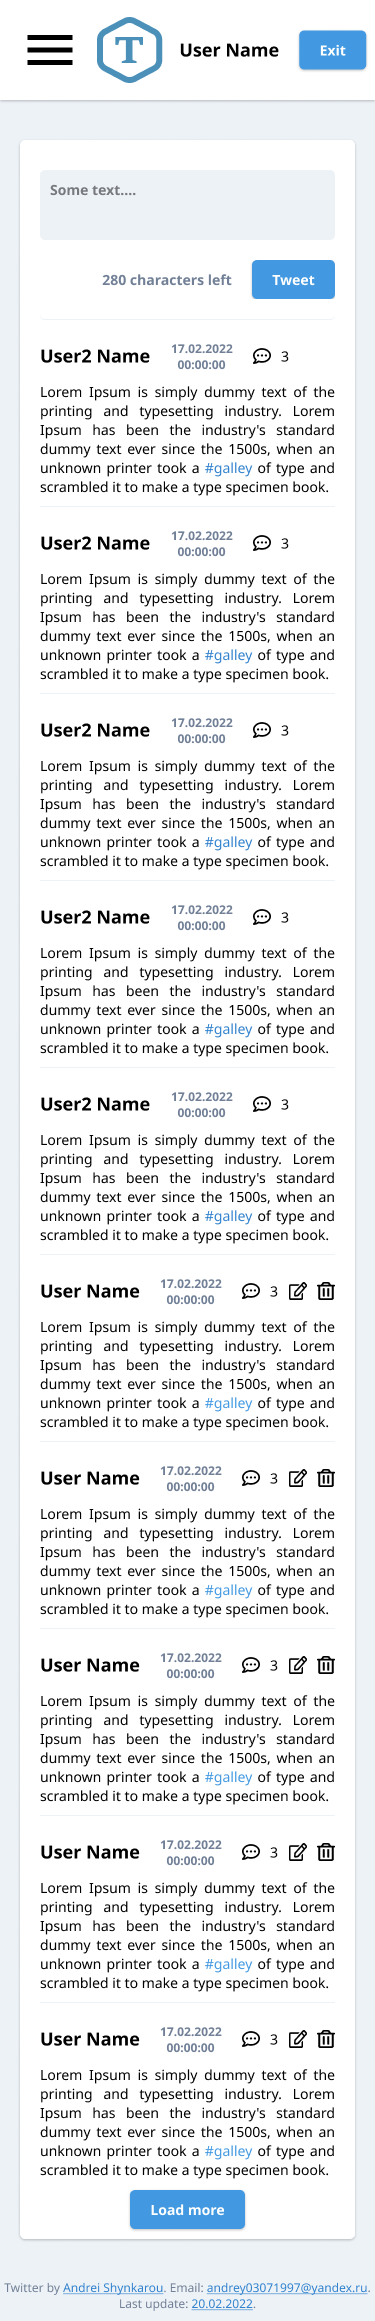 T
User Name
Exit
Some text....
280 characters left
Tweet
User2 Name
17.02.2022
00:00:00
3
Lorem Ipsum is simply dummy text of the
printing and typesetting industry. Lorem
Ipsum has been the industry's standard
dummy text ever since the 1500s, when an
unknown printer took a #galley of type and
scrambled it to make a type specimen book.
User2 Name
17.02.2022
00:00:00
3
Lorem Ipsum is simply dummy text of the
printing and typesetting industry. Lorem
Ipsum has been the industry's standard
dummy text ever since the 1500s, when an
unknown printer took a #galley of type and
scrambled it to make a type specimen book.
User2 Name
17.02.2022
00:00:00
3
Lorem Ipsum is simply dummy text of the
printing and typesetting industry. Lorem
Ipsum has been the industry's standard
dummy text ever since the 1500s, when an
unknown printer took a #galley of type and
scrambled it to make a type specimen book.
User2 Name
17.02.2022
00:00:00
3
Lorem Ipsum is simply dummy text of the
printing and typesetting industry. Lorem
Ipsum has been the industry's standard
dummy text ever since the 1500s, when an
unknown printer took a #galley of type and
scrambled it to make a type specimen book.
User2 Name
17.02.2022
00:00:00
3
Lorem Ipsum is simply dummy text of the
printing and typesetting industry. Lorem
Ipsum has been the industry's standard
dummy text ever since the 1500s, when an
unknown printer took a #galley of type and
scrambled it to make a type specimen book.
User Name
17.02.2022
00:00:00
3
Lorem Ipsum is simply dummy text of the
printing and typesetting industry. Lorem
Ipsum has been the industry's standard
dummy text ever since the 1500s, when an
unknown printer took a #galley of type and
scrambled it to make a type specimen book.
User Name
17.02.2022
00:00:00
3
Lorem Ipsum is simply dummy text of the
printing and typesetting industry. Lorem
Ipsum has been the industry's standard
dummy text ever since the 1500s, when an
unknown printer took a #galley of type and
scrambled it to make a type specimen book.
User Name
17.02.2022
00:00:00
3
Lorem Ipsum is simply dummy text of the
printing and typesetting industry. Lorem
Ipsum has been the industry's standard
dummy text ever since the 1500s, when an
unknown printer took a #galley of type and
scrambled it to make a type specimen book.
User Name
17.02.2022
00:00:00
3
Lorem Ipsum is simply dummy text of the
printing and typesetting industry. Lorem
Ipsum has been the industry's standard
dummy text ever since the 1500s, when an
unknown printer took a #galley of type and
scrambled it to make a type specimen book.
User Name
17.02.2022
00:00:00
3
Lorem Ipsum is simply dummy text of the
printing and typesetting industry. Lorem
Ipsum has been the industry's standard
dummy text ever since the 1500s, when an
unknown printer took a #galley of type and
scrambled it to make a type specimen book.
Load more
Twitter by Andrei Shynkarou. Email: andrey03071997@yandex.ru.
Last update: 20.02.2022.